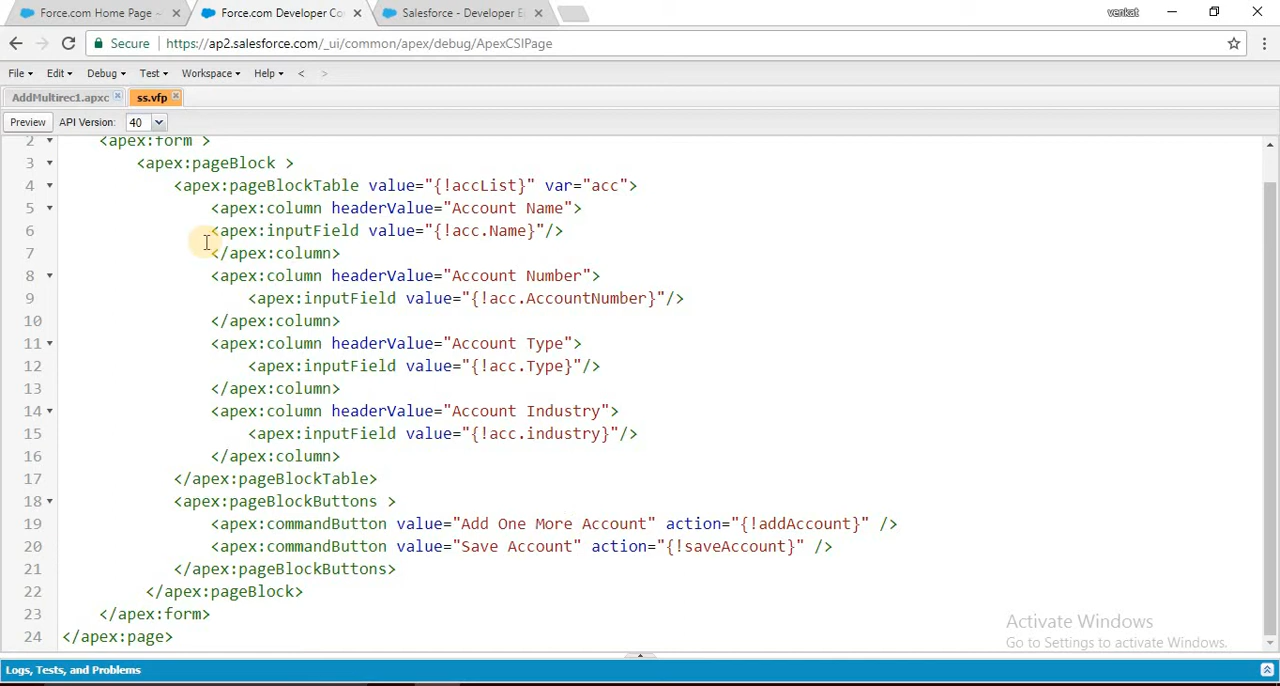 Force.com Home Page ~
Force.com Developer Co
Salesforce - Developer E
venkat
Secure
https://ap2.salesforce.com/_ui/common/apex/debug/ApexCSIPage
File Edit Debug Test Workspace Help < >
AddMultirec1.apxc ss.vfp
Preview API Version: 40
2 <apex:form >
3 <apex:pageBlock >
4 <apex:pageBlockTable value="{!accList}" var="acc">
5 <apex:column headerValue="Account Name">
6 <apex:inputField value="{!acc.Name}"/>
7 </apex:column>
8 <apex:column headerValue="Account Number">
9 <apex:inputField value="{!acc.AccountNumber}"/>
10 </apex:column>
11 <apex:column headerValue="Account Type">
12 <apex:inputField value="{!acc.Type}"/>
13 </apex:column>
14 <apex:column headerValue="Account Industry">
15 <apex:inputField value="{!acc.industry}"/>
16 </apex:column>
17 </apex:pageBlockTable>
18 <apex:pageBlockButtons >
19 <apex:commandButton value="Add One More Account" action="{!addAccount}" />
20 <apex:commandButton value="Save Account" action="{!saveAccount}" />
21 </apex:pageBlockButtons>
22 </apex:pageBlock>
23 </apex:form>
24 </apex:page>
Activate Windows
Go to Settings to activate Windows.
Logs, Tests, and Problems